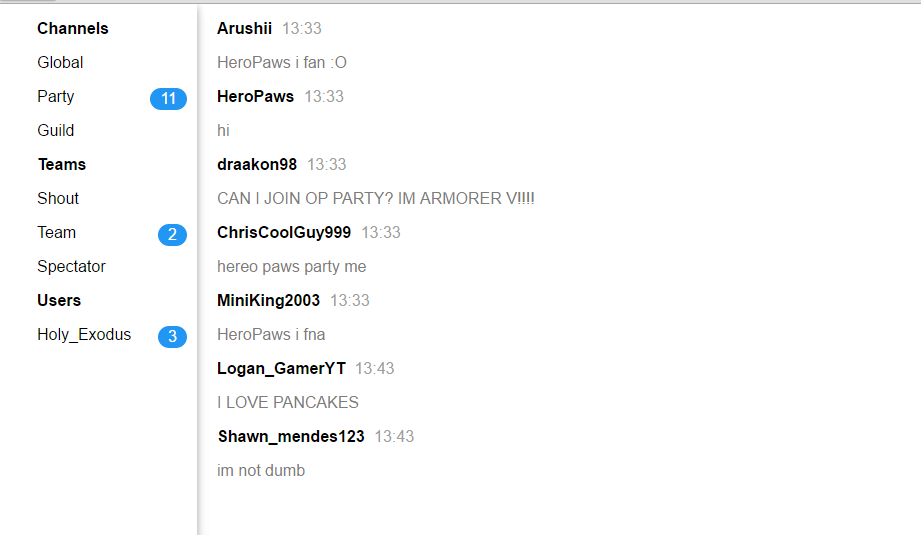 Channels
Global
Party 11
Guild
Teams
Shout
Team 2
Spectator
Users
Holy_Exodus 3
Arushii 13:33
HeroPaws i fan :O
HeroPaws 13:33
hi
draakon98 13:33
CAN I JOIN OP PARTY? IM ARMORER V!!!!
ChrisCoolGuy999 13:33
hereo paws party me
MiniKing2003 13:33
HeroPaws i fna
Logan_GamerYT 13:43
I LOVE PANCAKES
Shawn_mendes123 13:43
im not dumb